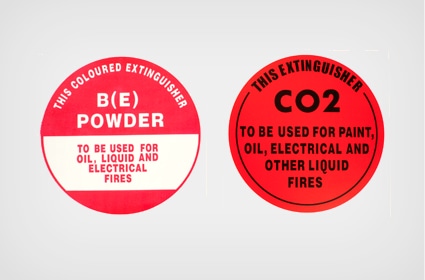 THIS COLOURED EXTINGUISHER
B(E)
POWDER
TO BE USED FOR
OIL, LIQUID AND
ELECTRICAL
FIRES
THIS EXTINGUISHER
CO2
TO BE USED FOR PAINT,
OIL, ELECTRICAL AND
OTHER LIQUID
FIRES